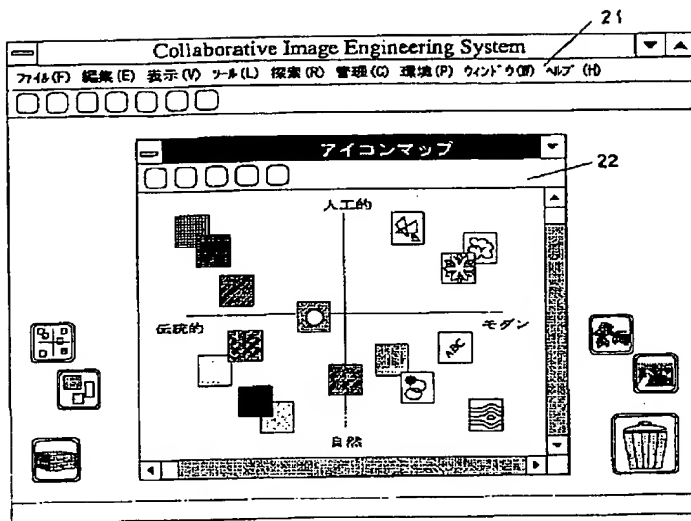 21
Collaborative Image Engineering System
ファイル(F) 編集(E) 表示(V) ツール(L) 探索(R) 管理(C) 環境(P) ウィンドウ(W) ヘルプ(H)
アイコンマップ
22
人工的
伝統的
モダン
ABC
自然